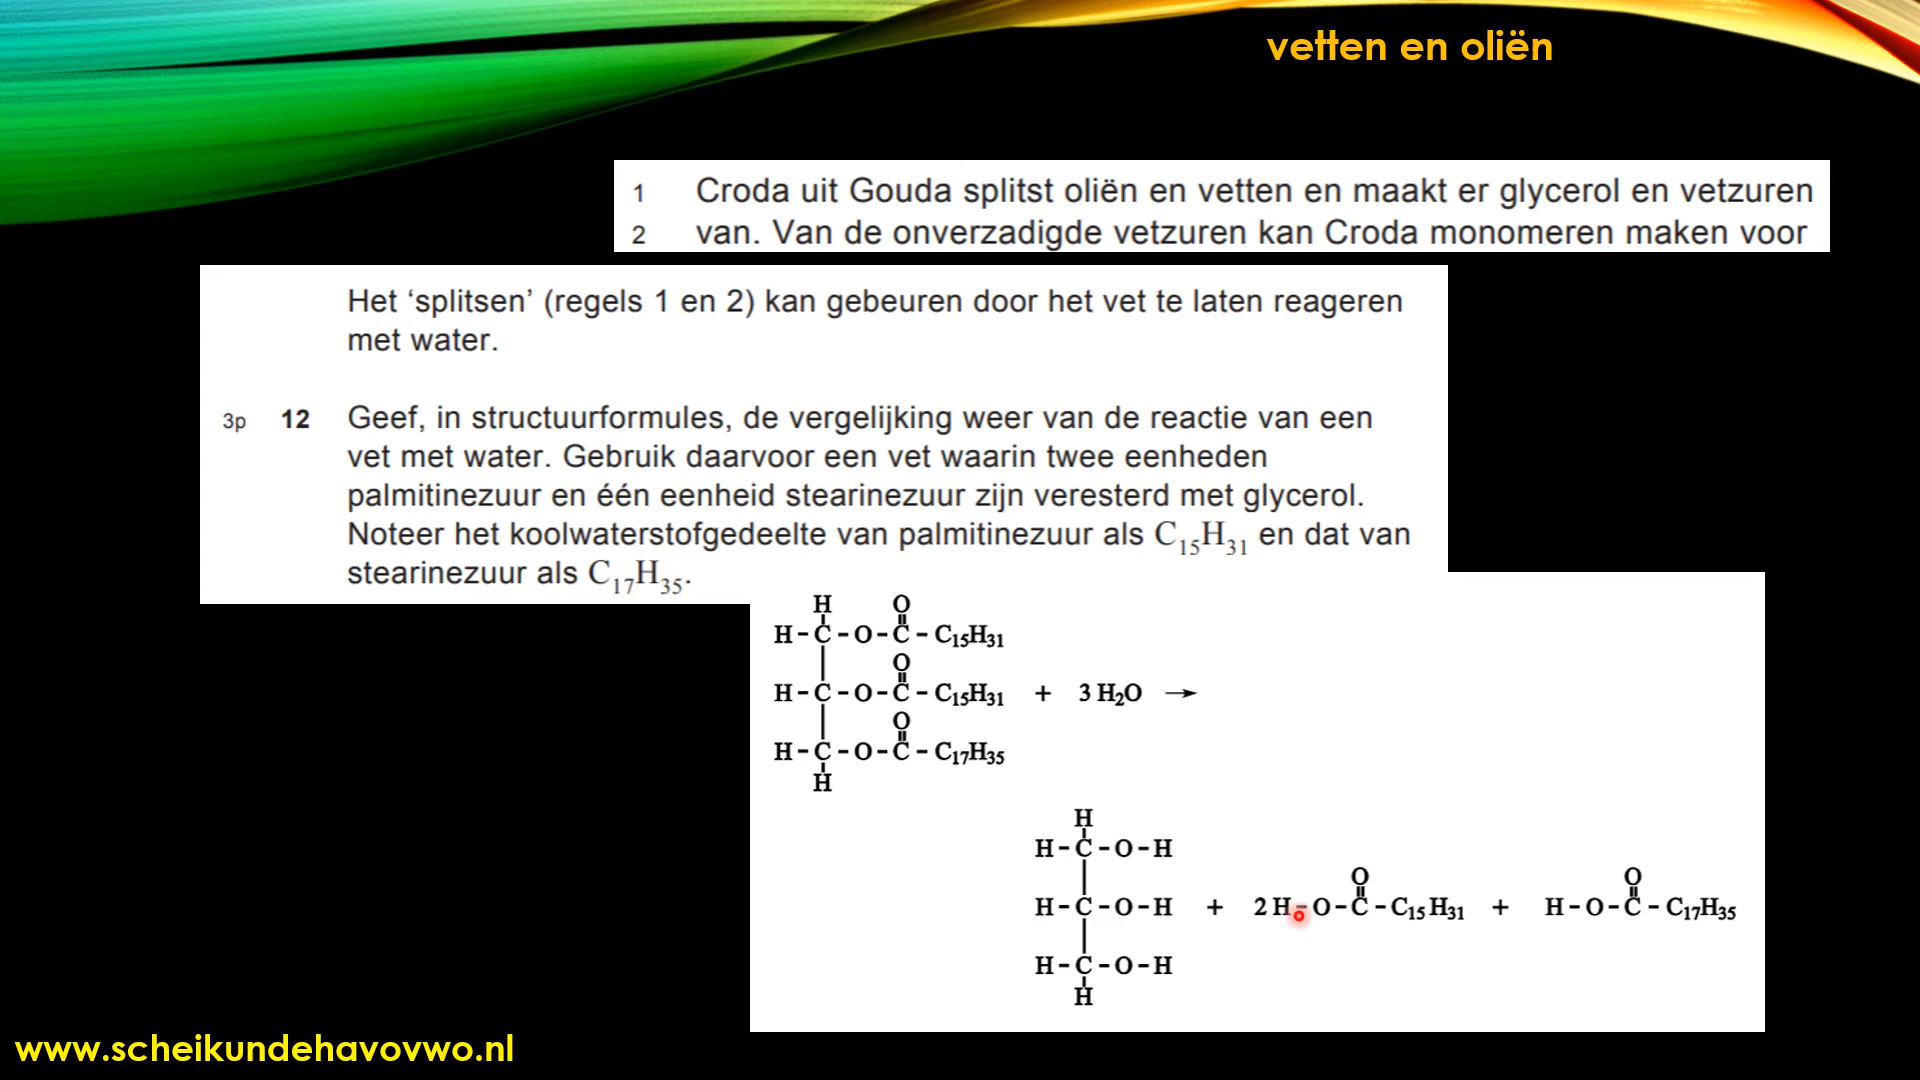 vetten en oliën
1 Croda uit Gouda splitst oliën en vetten en maakt er glycerol en vetzuren
2 van. Van de onverzadigde vetzuren kan Croda monomeren maken voor
Het ‘splitsen’ (regels 1 en 2) kan gebeuren door het vet te laten reageren
met water.
3p 12 Geef, in structuurformules, de vergelijking weer van de reactie van een
vet met water. Gebruik daarvoor een vet waarin twee eenheden
palmitinezuur en één eenheid stearinezuur zijn veresterd met glycerol.
Noteer het koolwaterstofgedeelte van palmitinezuur als C₁₅H₃₁ en dat van
stearinezuur als C₁₇H₃₅.
H O
H-C-O-C-C₁₅H₃₁
O
H-C-O-C-C₁₅H₃₁ + 3 H₂O →
O
H-C-O-C-C₁₇H₃₅
H
H
H-C-O-H
O O
H-C-O-H + 2 H-O-C-C₁₅H₃₁ + H-O-C-C₁₇H₃₅
H-C-O-H
H
www.scheikundehavovwo.nl